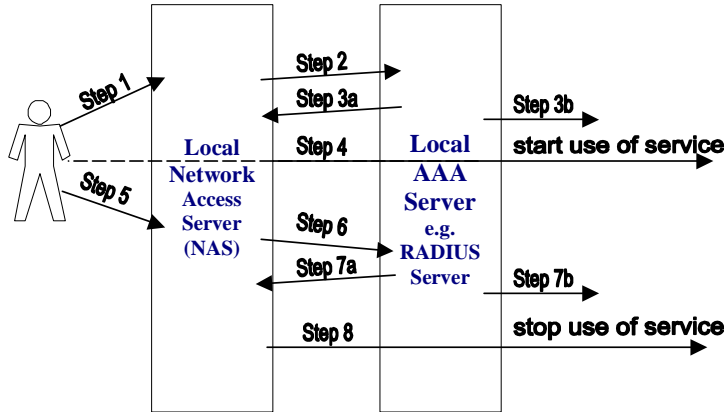 Step 1
Step 2
Step 3a
Step 3b
Local
Network
Access
Server
(NAS)
Step 4
Local
AAA
Server
e.g.
RADIUS
Server
start use of service
Step 5
Step 6
Step 7a
Step 7b
Step 8
stop use of service